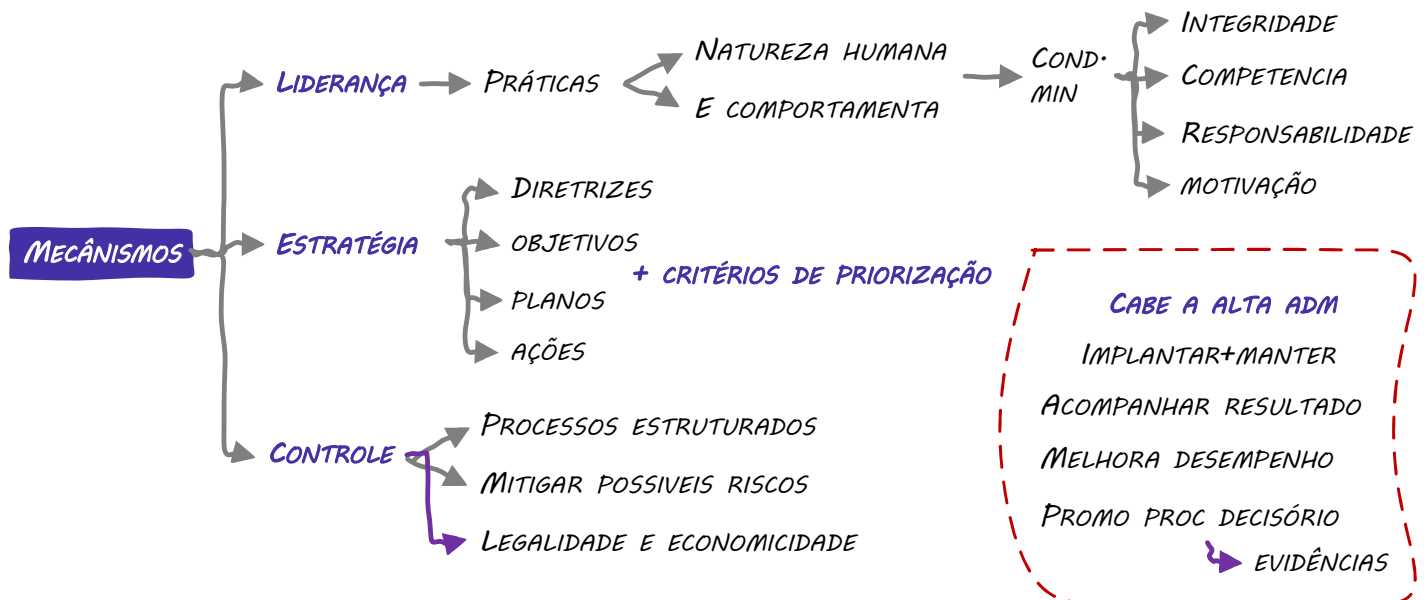 Mecânismos
Liderança
Práticas
Natureza humana
E comportamenta
Cond.
min
Integridade
Competencia
Responsabilidade
motivação
Estratégia
Diretrizes
objetivos
planos
ações
+ critérios de priorização
Controle
Processos estruturados
Mitigar possiveis riscos
Legalidade e economicidade
Cabe a alta adm
Implantar+manter
Acompanhar resultado
Melhora desempenho
Promo proc decisório
evidências